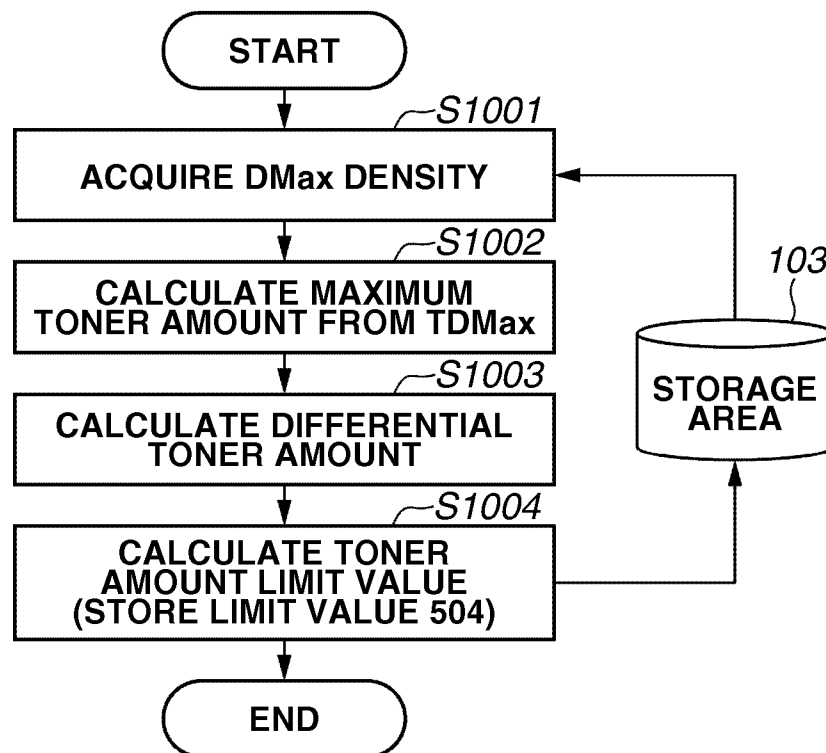 START
S1001
ACQUIRE DMax DENSITY
S1002
CALCULATE MAXIMUM
TONER AMOUNT FROM TDMax
103
STORAGE
AREA
S1003
CALCULATE DIFFERENTIAL
TONER AMOUNT
S1004
CALCULATE TONER
AMOUNT LIMIT VALUE
(STORE LIMIT VALUE 504)
END